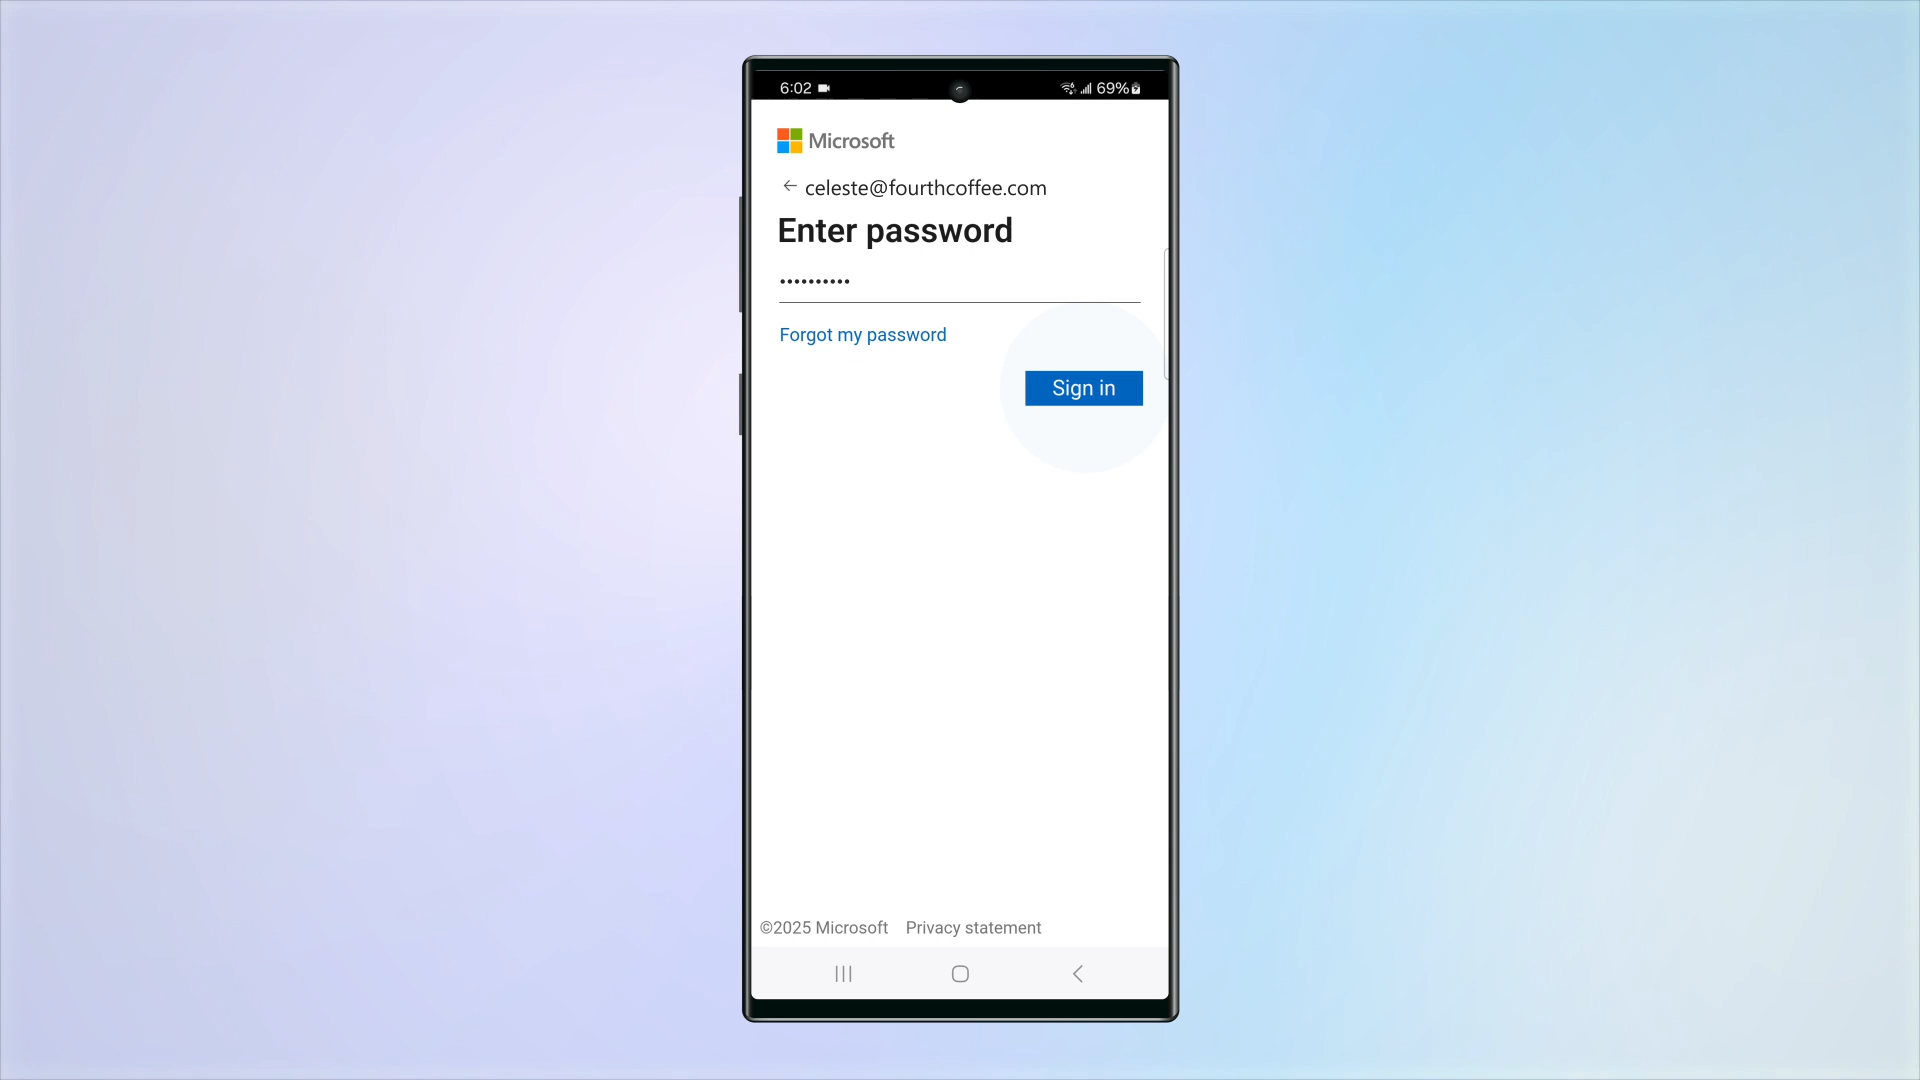 6:02 69%
Microsoft
celeste@fourthcoffee.com
Enter password
••••••••••
Forgot my password
Sign in
©2025 Microsoft Privacy statement